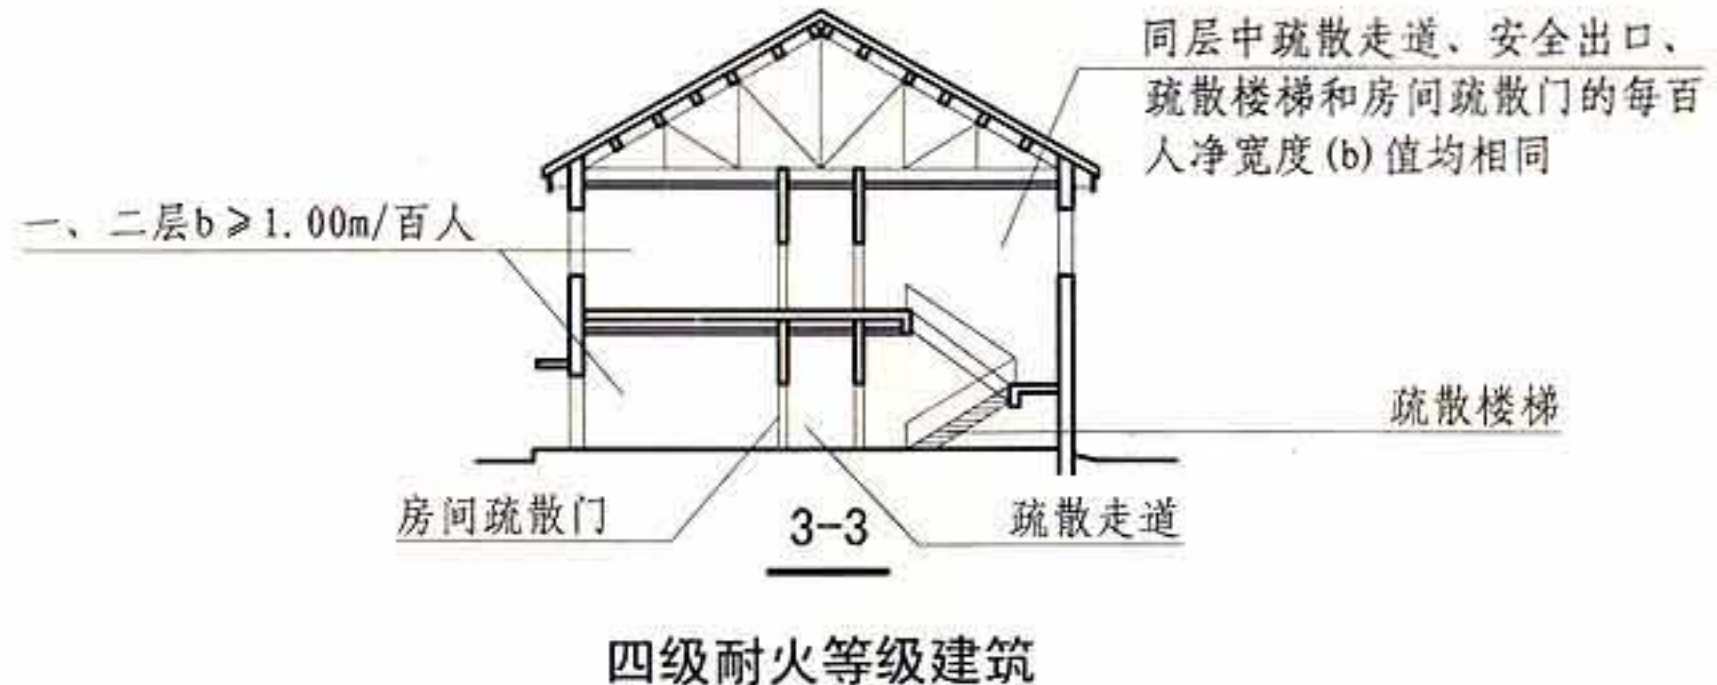 同层中疏散走道、安全出口、
疏散楼梯和房间疏散门的每百
人净宽度(b)值均相同
一、二层b≥1.00m/百人
疏散楼梯
房间疏散门
疏散走道
3-3
四级耐火等级建筑